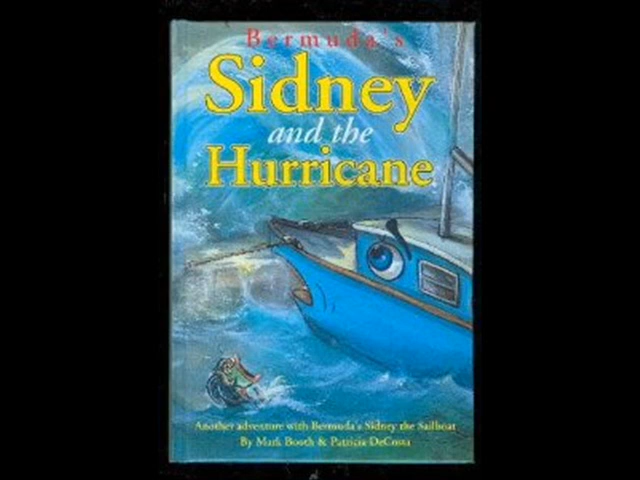 Bermuda's
Sidney
and the
Hurricane
Another adventure with Bermuda's Sidney the Sailboat
By Mark Booth & Patricia DeCosta